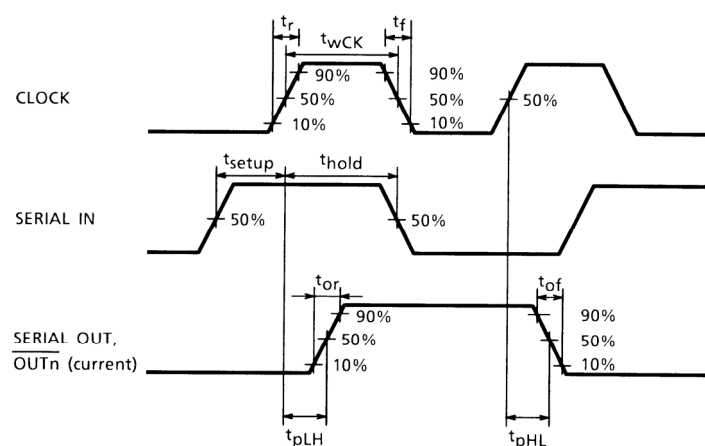 tr
tf
twCK
90%
90%
CLOCK
50%
50%
50%
10%
10%
tsetup
thold
SERIAL IN
50%
50%
tor
tof
90%
90%
SERIAL OUT,
50%
50%
OUTn (current)
10%
10%
tpLH
tpHL